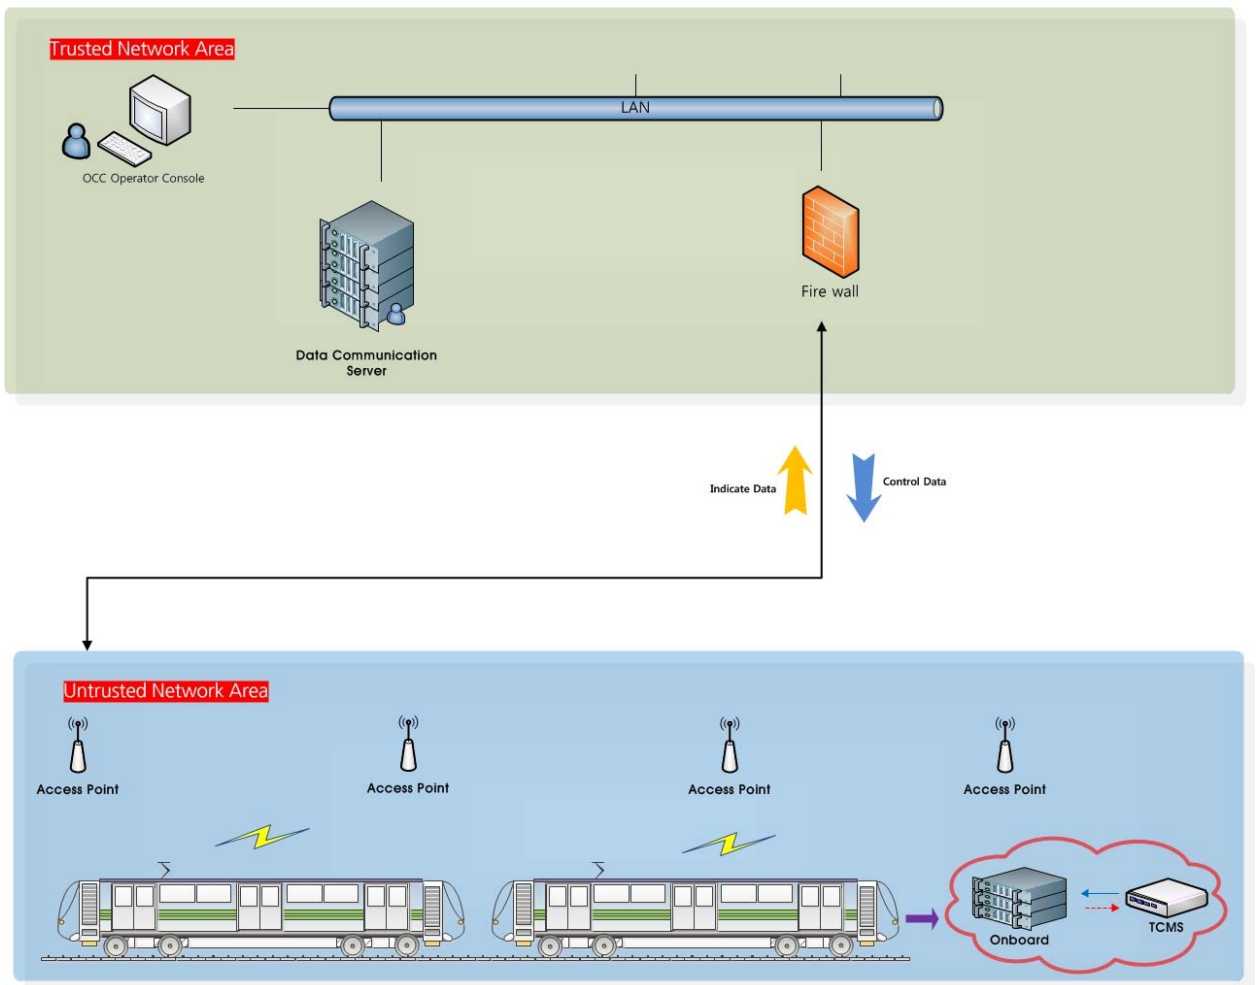 Trusted Network Area
LAN
OCC Operator Console
Fire wall
Data Communication
Server
Indicate Data
Control Data
Untrusted Network Area
Access Point
Access Point
Access Point
Access Point
Onboard
TCMS